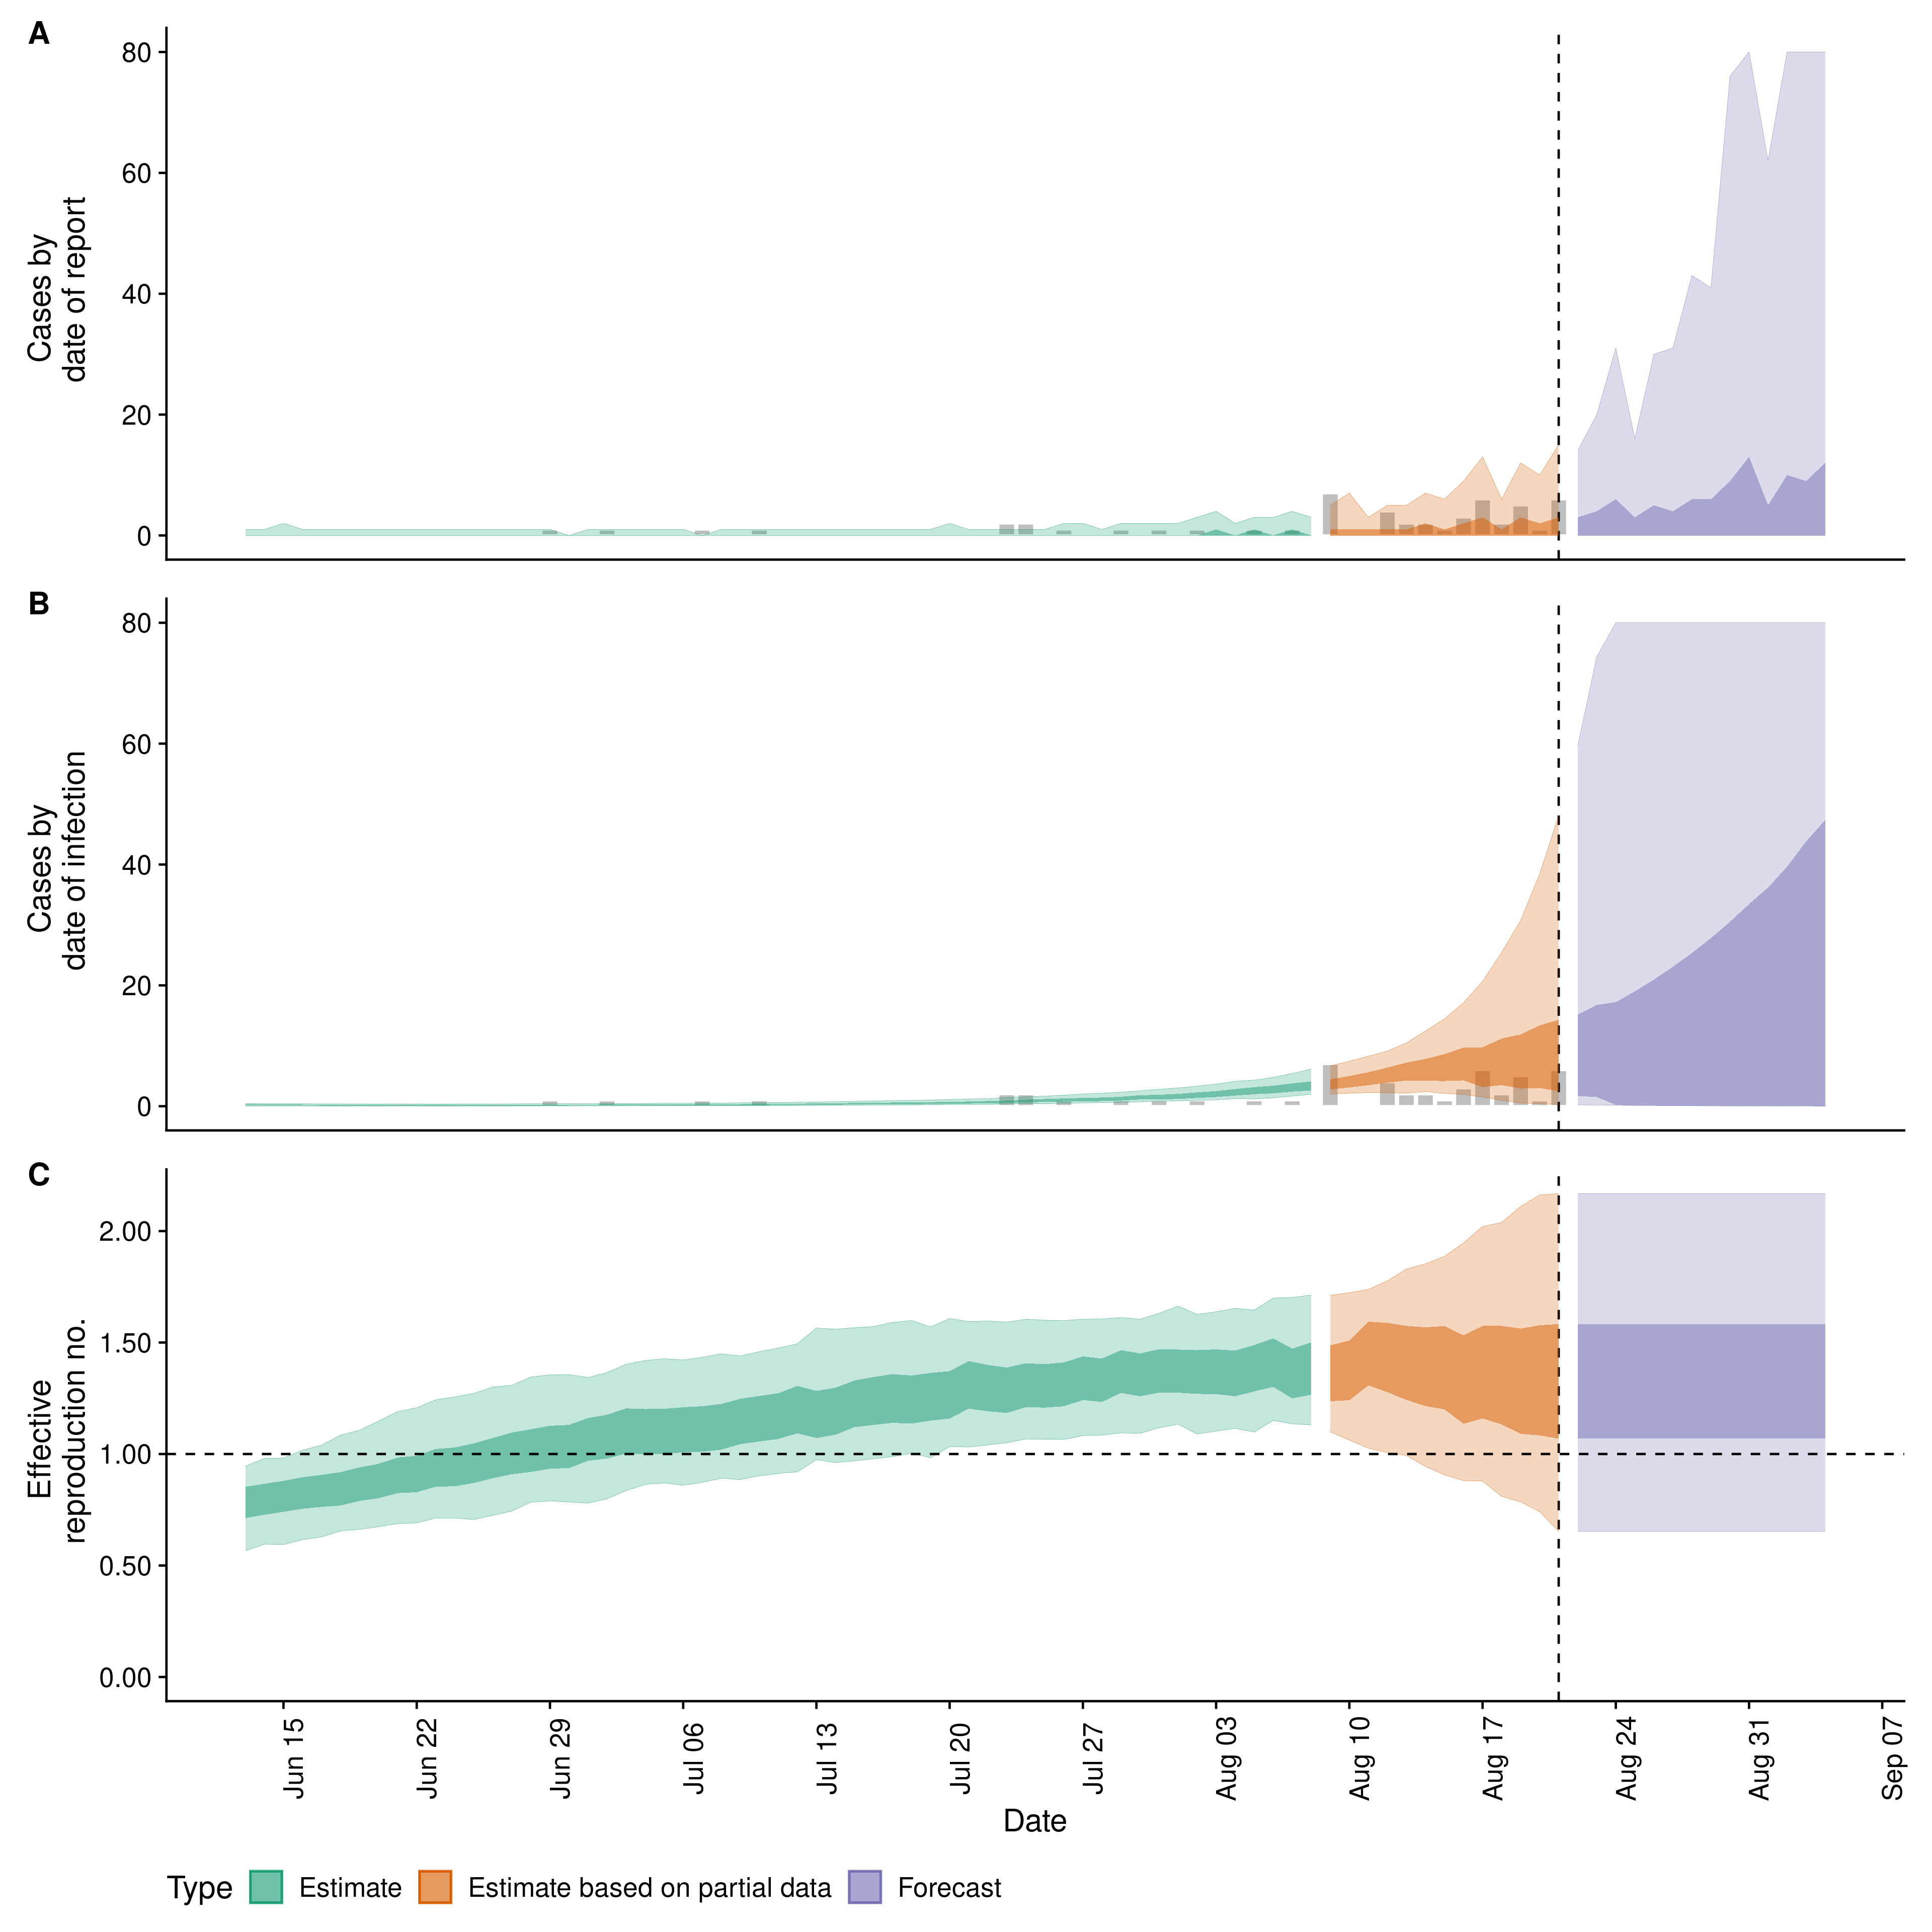 A
80
60
40
20
0
Cases by
date of report
B
80
60
40
20
0
Cases by
date of infection
C
2.00
1.50
1.00
0.50
0.00
Effective
reproduction no.
Jun 15
Jun 22
Jun 29
Jul 06
Jul 13
Jul 20
Jul 27
Aug 03
Aug 10
Aug 17
Aug 24
Aug 31
Sep 07
Date
Type Estimate Estimate based on partial data Forecast